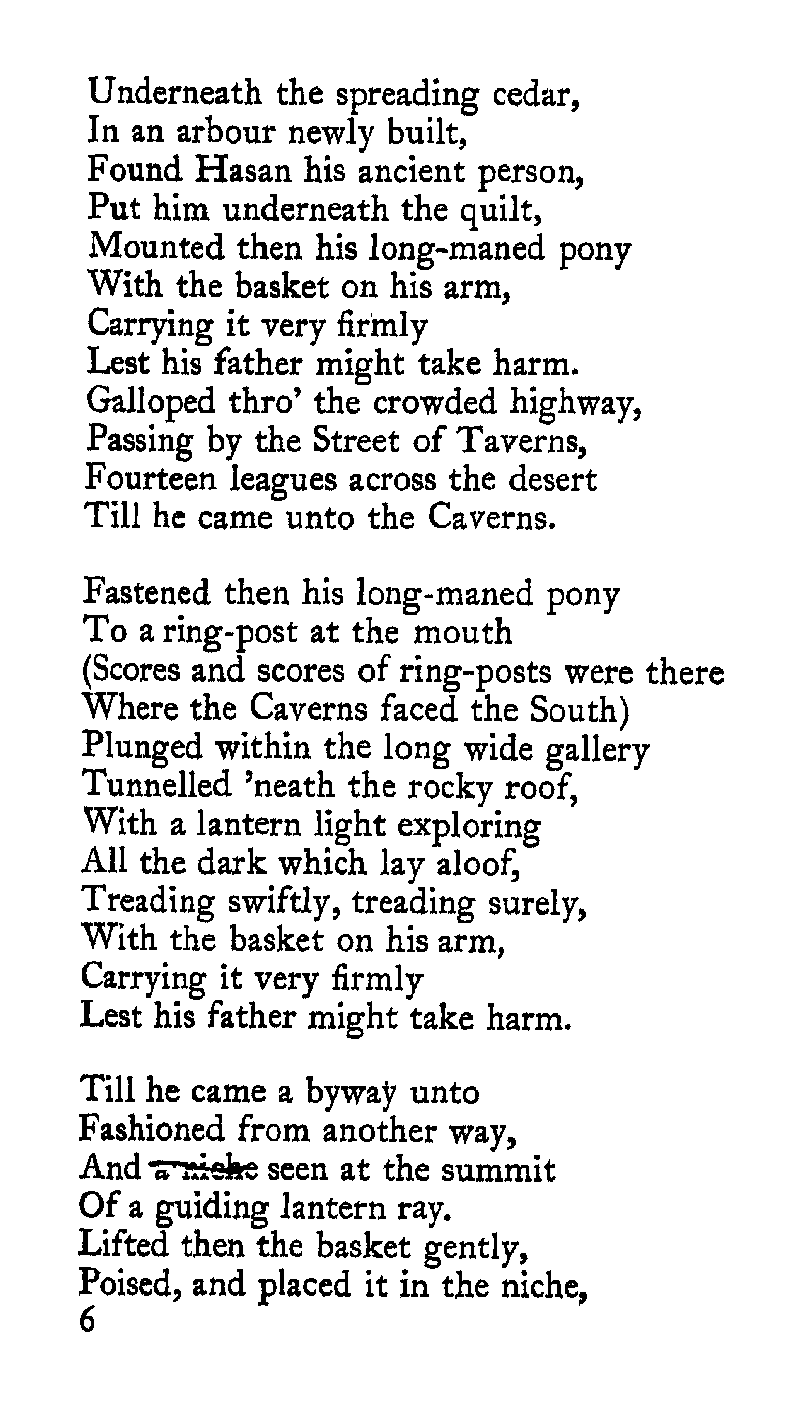 Underneath the spreading cedar,
In an arbour newly built,
Found Hasan his ancient person,
Put him underneath the quilt,
Mounted then his long-maned pony
With the basket on his arm,
Carrying it very firmly
Lest his father might take harm.
Galloped thro' the crowded highway,
Passing by the Street of Taverns,
Fourteen leagues across the desert
Till he came unto the Caverns.

Fastened then his long-maned pony
To a ring-post at the mouth
(Scores and scores of ring-posts were there
Where the Caverns faced the South)
Plunged within the long wide gallery
Tunnelled 'neath the rocky roof,
With a lantern light exploring
All the dark which lay aloof,
Treading swiftly, treading surely,
With the basket on his arm,
Carrying it very firmly
Lest his father might take harm.

Till he came a byway unto
Fashioned from another way,
And a niche seen at the summit
Of a guiding lantern ray.
Lifted then the basket gently,
Poised, and placed it in the niche,
6